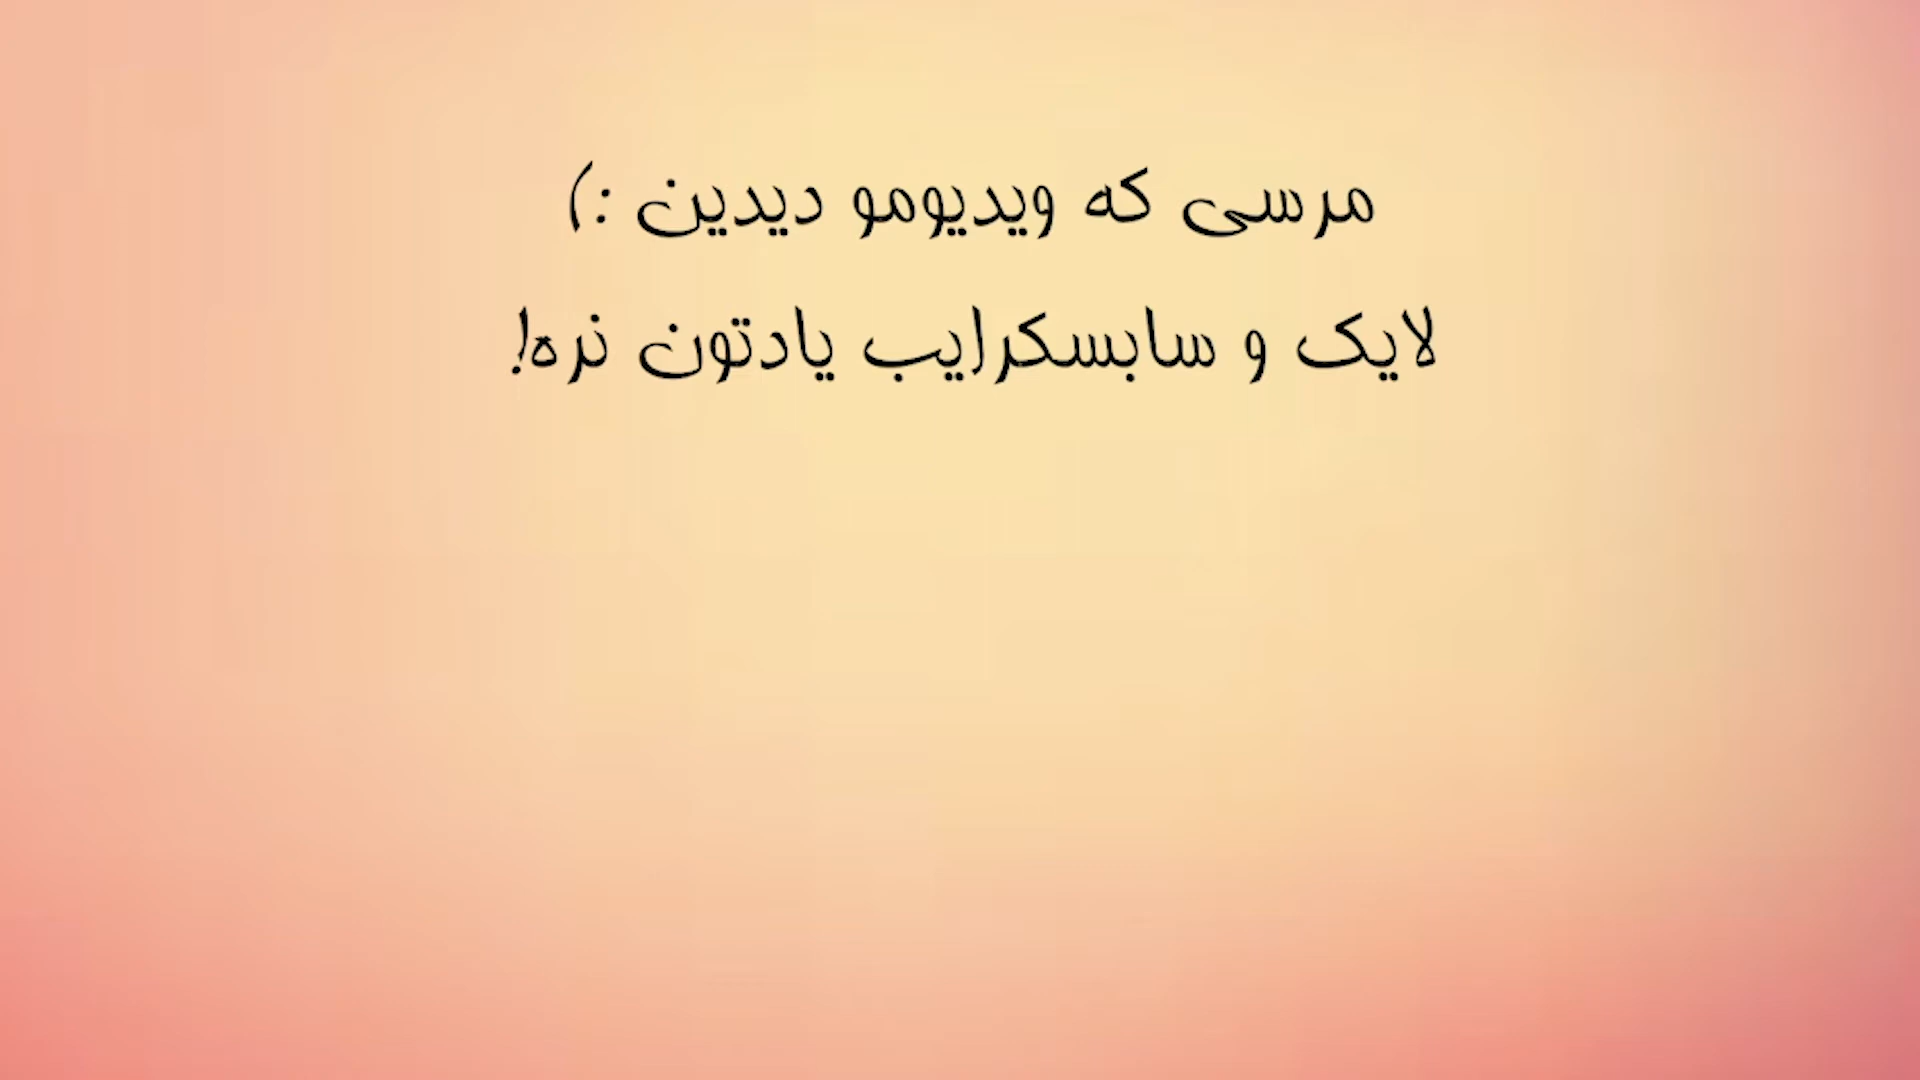 مرسی که ویدیومو دیدین :)
لایک و سابسکرایب یادتون نره!